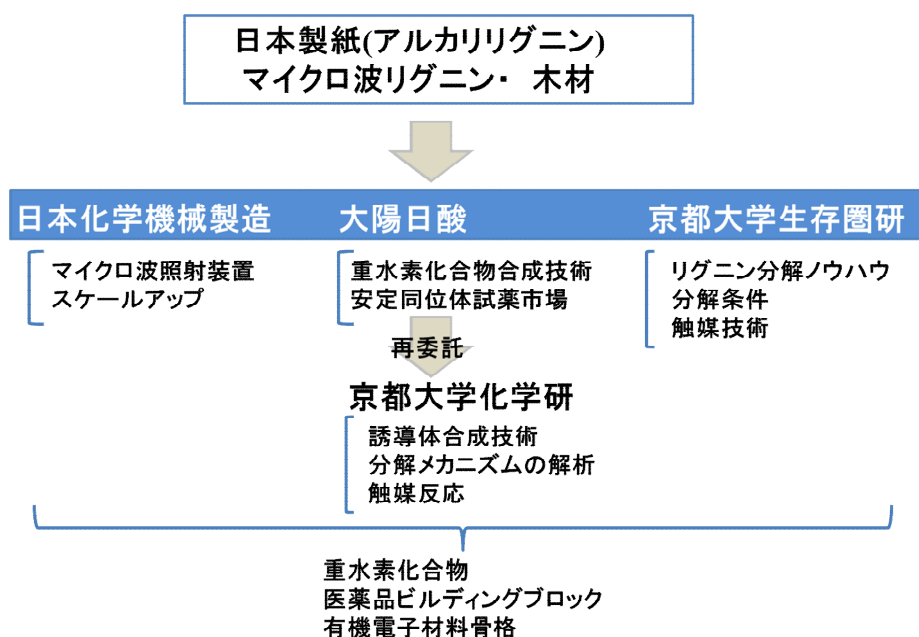 日本製紙(アルカリリグニン)
マイクロ波リグニン・ 木材
日本化学機械製造
大陽日酸
京都大学生存圏研
マイクロ波照射装置
スケールアップ
重水素化合物合成技術
安定同位体試薬市場
リグニン分解ノウハウ
分解条件
触媒技術
再委託
京都大学化学研
誘導体合成技術
分解メカニズムの解析
触媒反応
重水素化合物
医薬品ビルディングブロック
有機電子材料骨格